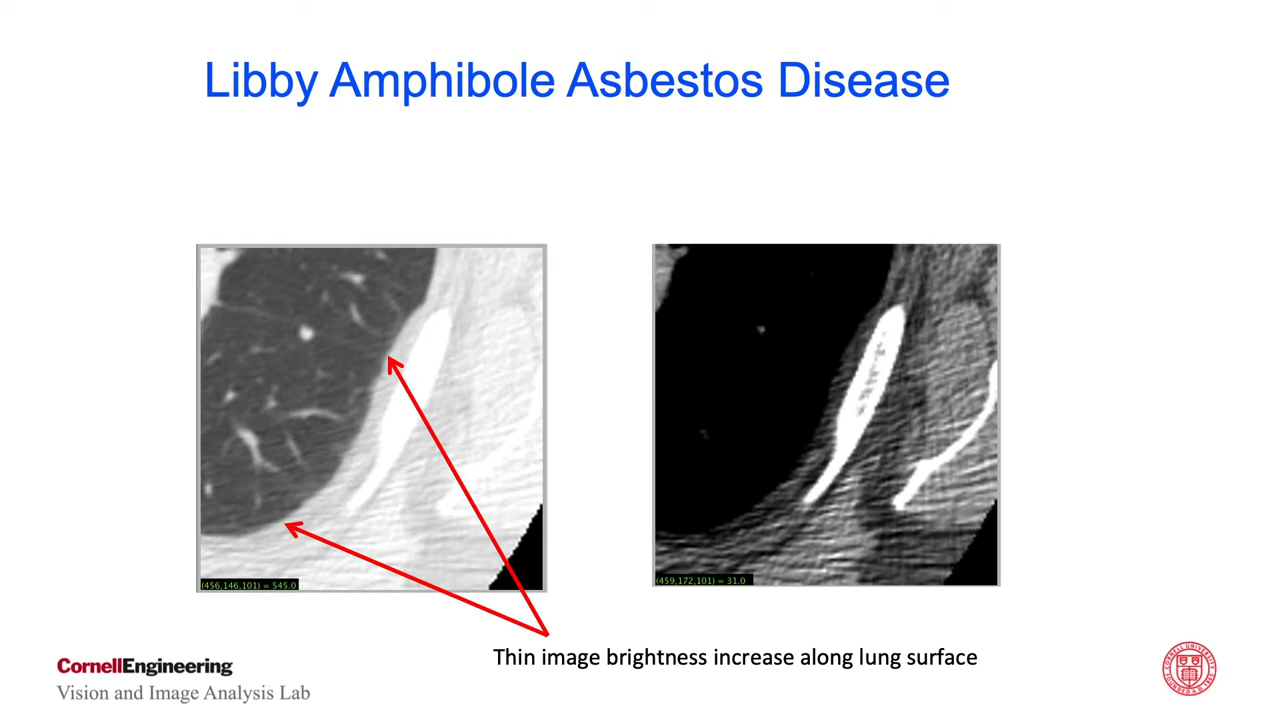 Libby Amphibole Asbestos Disease
(456,146,101) = 545.0
(459,172,101) = 31.0
Thin image brightness increase along lung surface
CornellEngineering
Vision and Image Analysis Lab